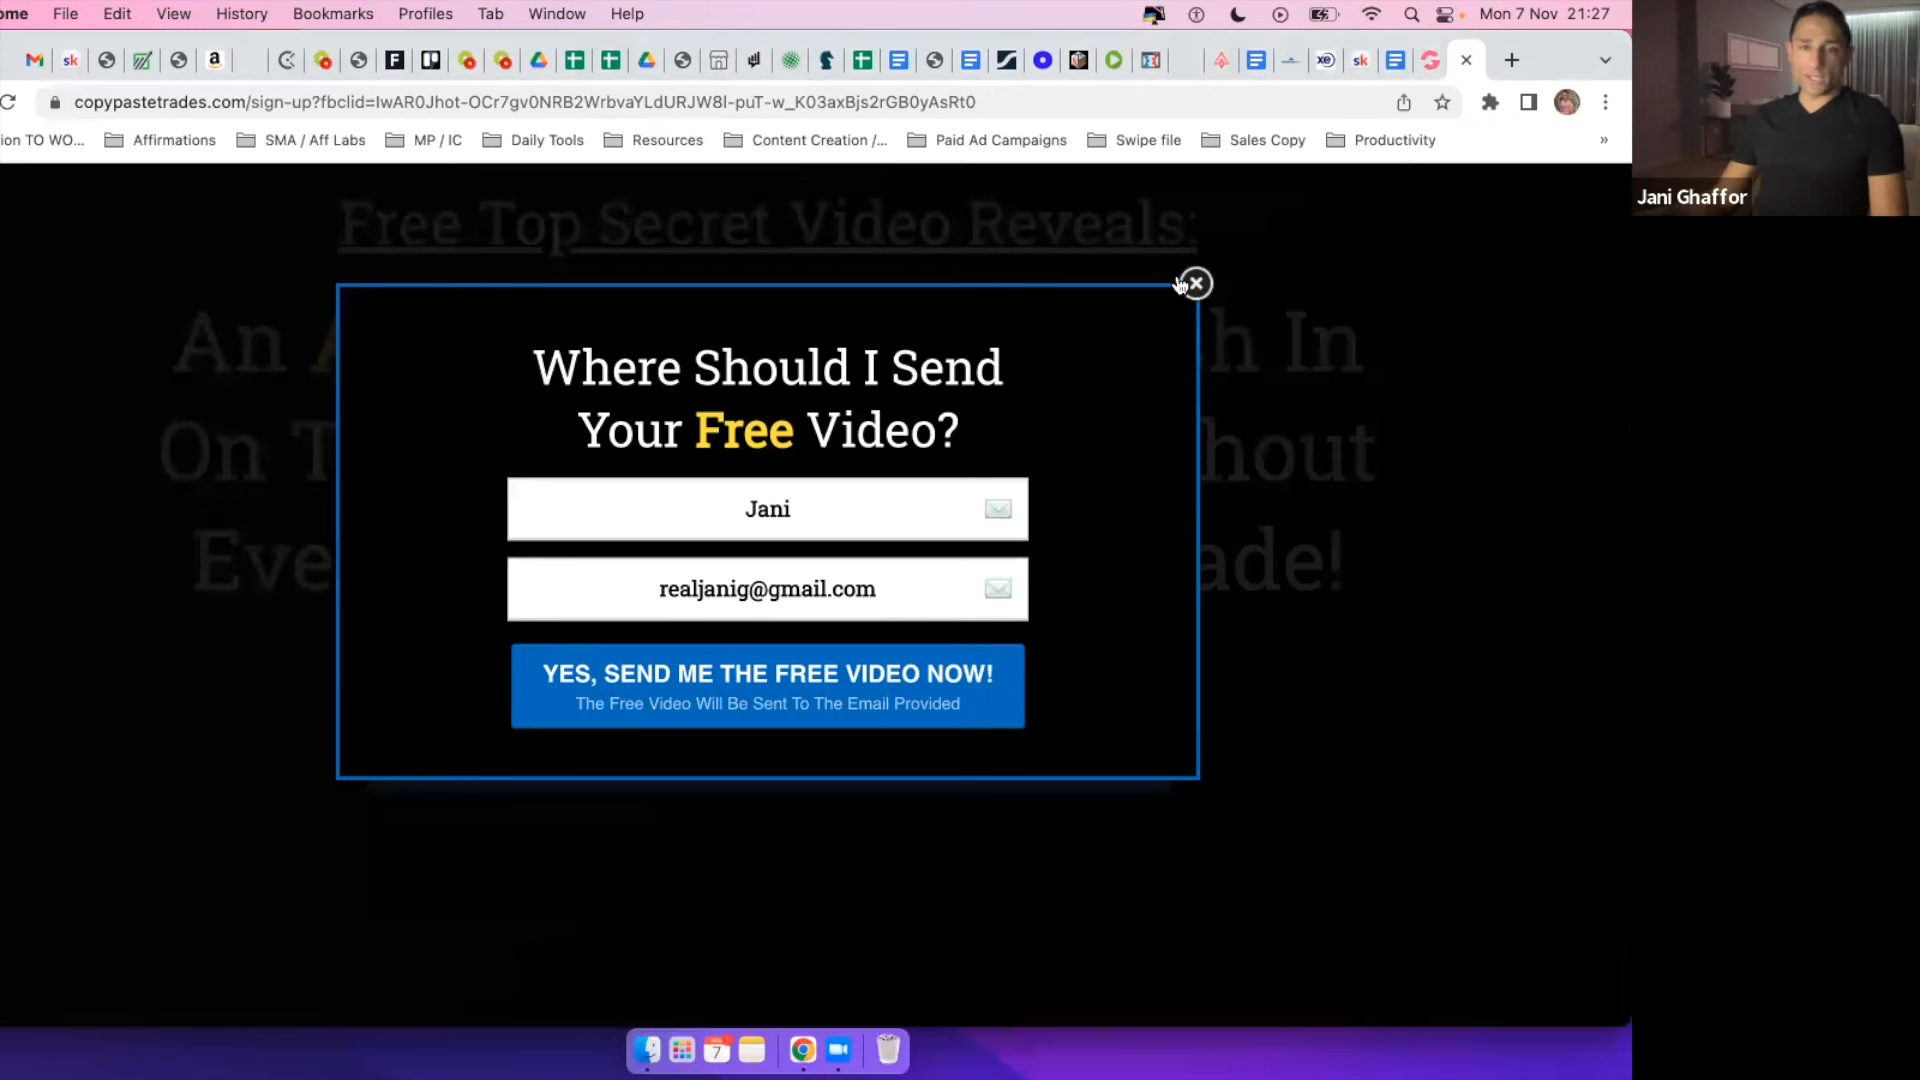 ome File Edit View History Bookmarks Profiles Tab Window Help Mon 7 Nov 21:27
copypastetrades.com/sign-up?fbclid=IwAR0Jhot-OCr7gv0NRB2WrbvaYLdURJW8I-puT-w_K03axBjs2rGB0yAsRt0
ion TO WO... Affirmations SMA / Aff Labs MP / IC Daily Tools Resources Content Creation /... Paid Ad Campaigns Swipe file Sales Copy Productivity »
Jani Ghaffor
Free Top Secret Video Reveals:
An A h In
On T hout
Eve ade!
Where Should I Send
Your Free Video?
Jani
realjanig@gmail.com
YES, SEND ME THE FREE VIDEO NOW!
The Free Video Will Be Sent To The Email Provided
7